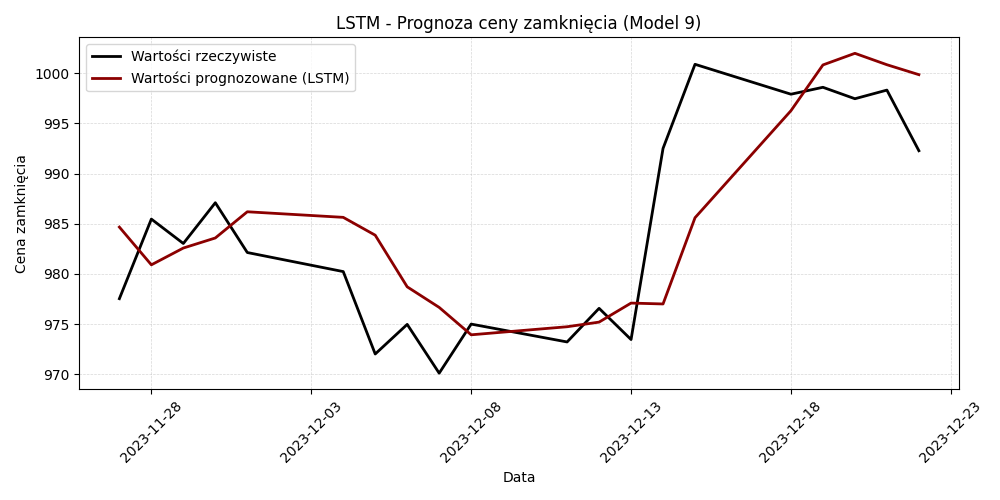 LSTM - Prognoza ceny zamknięcia (Model 9)
Wartości rzeczywiste
Wartości prognozowane (LSTM)
Cena zamknięcia
1000
995
990
985
980
975
970
2023-11-28
2023-12-03
2023-12-08
2023-12-13
2023-12-18
2023-12-23
Data